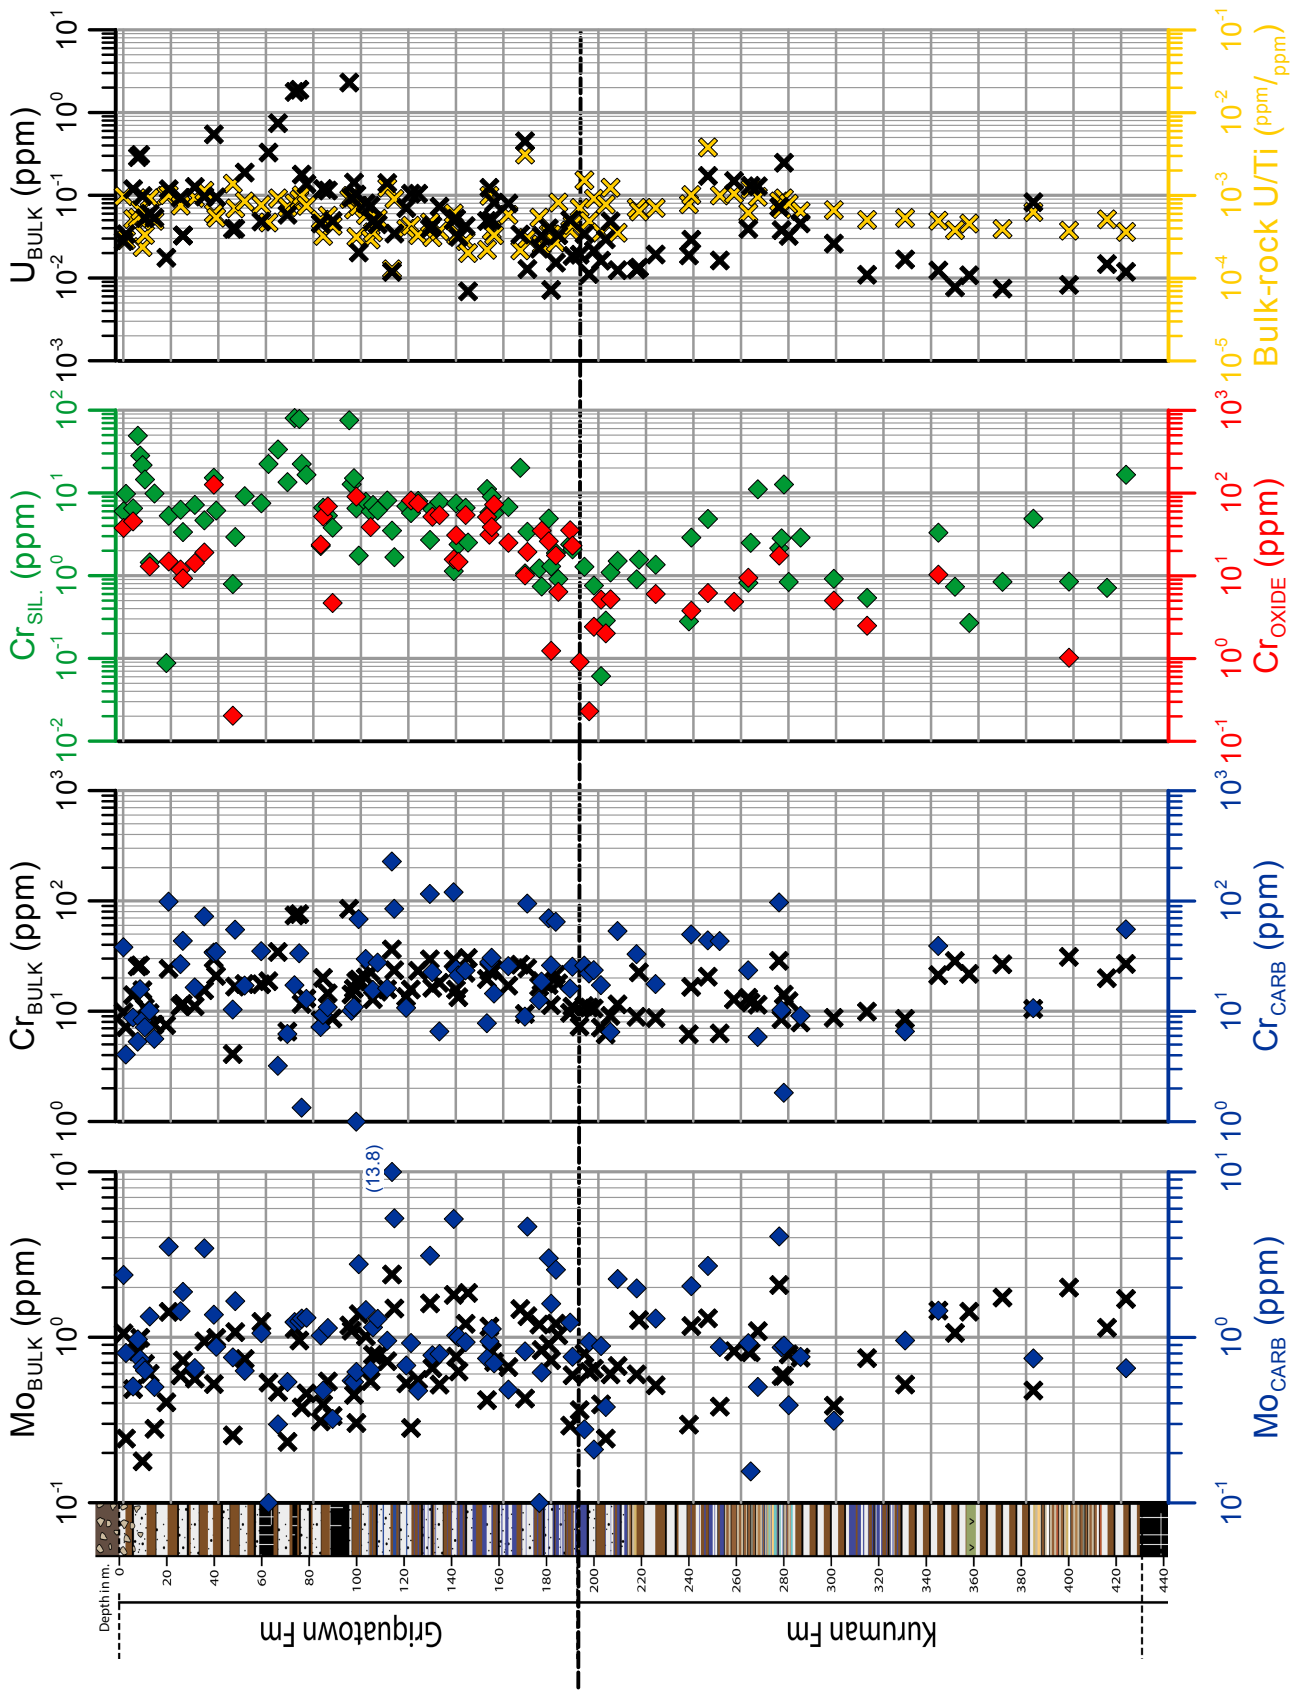 U_BULK (ppm)
10^-3 10^-2 10^-1 10^0 10^1
10^-5 10^-4 10^-3 10^-2 10^-1
Bulk-rock U/Ti (ppm/ppm)
Cr_SIL. (ppm)
10^-2 10^-1 10^0 10^1 10^2
10^-1 10^0 10^1 10^2 10^3
Cr_OXIDE (ppm)
Cr_BULK (ppm)
10^0 10^1 10^2 10^3
10^0 10^1 10^2 10^3
Cr_CARB (ppm)
Mo_BULK (ppm)
10^-1 10^0 10^1
(13.8)
10^-1 10^0 10^1
Mo_CARB (ppm)
Depth in m.
0 20 40 60 80 100 120 140 160 180 200 220 240 260 280 300 320 340 360 380 400 420 440
Griquatown Fm
Kuruman Fm